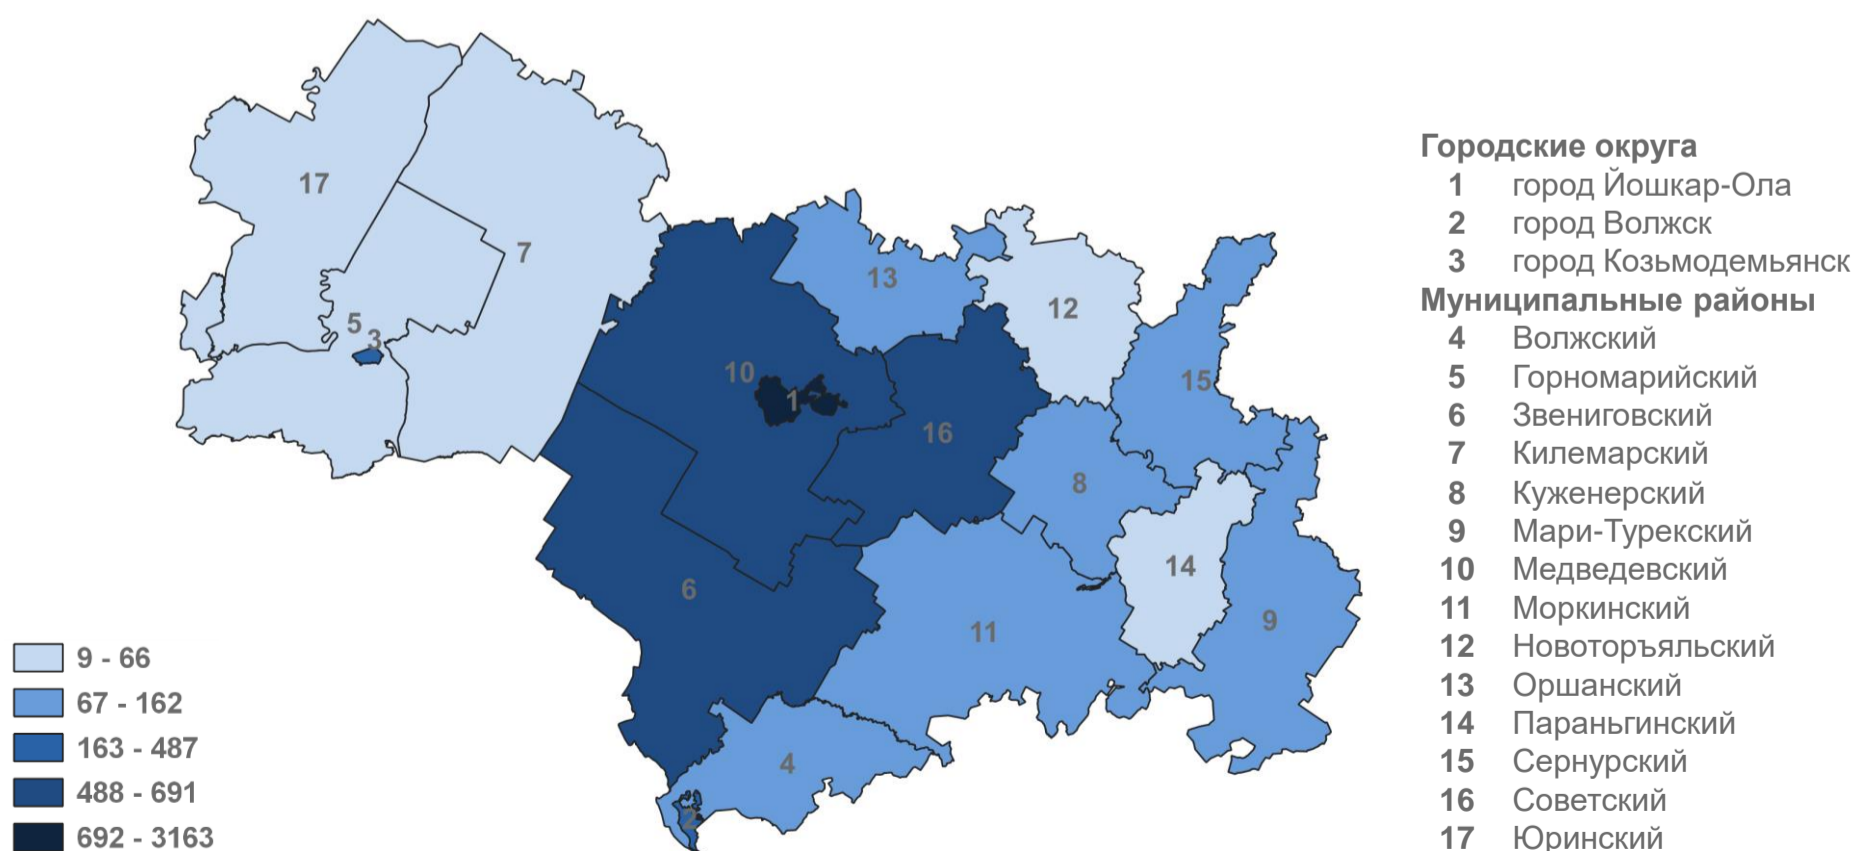 17
7
13
12
5
3
10
15
1
16
8
14
6
9
11
4
2
9 - 66
67 - 162
163 - 487
488 - 691
692 - 3163
Городские округа
1 город Йошкар-Ола
2 город Волжск
3 город Козьмодемьянск
Муниципальные районы
4 Волжский
5 Горномарийский
6 Звениговский
7 Килемарский
8 Куженерский
9 Мари-Турекский
10 Медведевский
11 Моркинский
12 Новоторъяльский
13 Оршанский
14 Параньгинский
15 Сернурский
16 Советский
17 Юринский